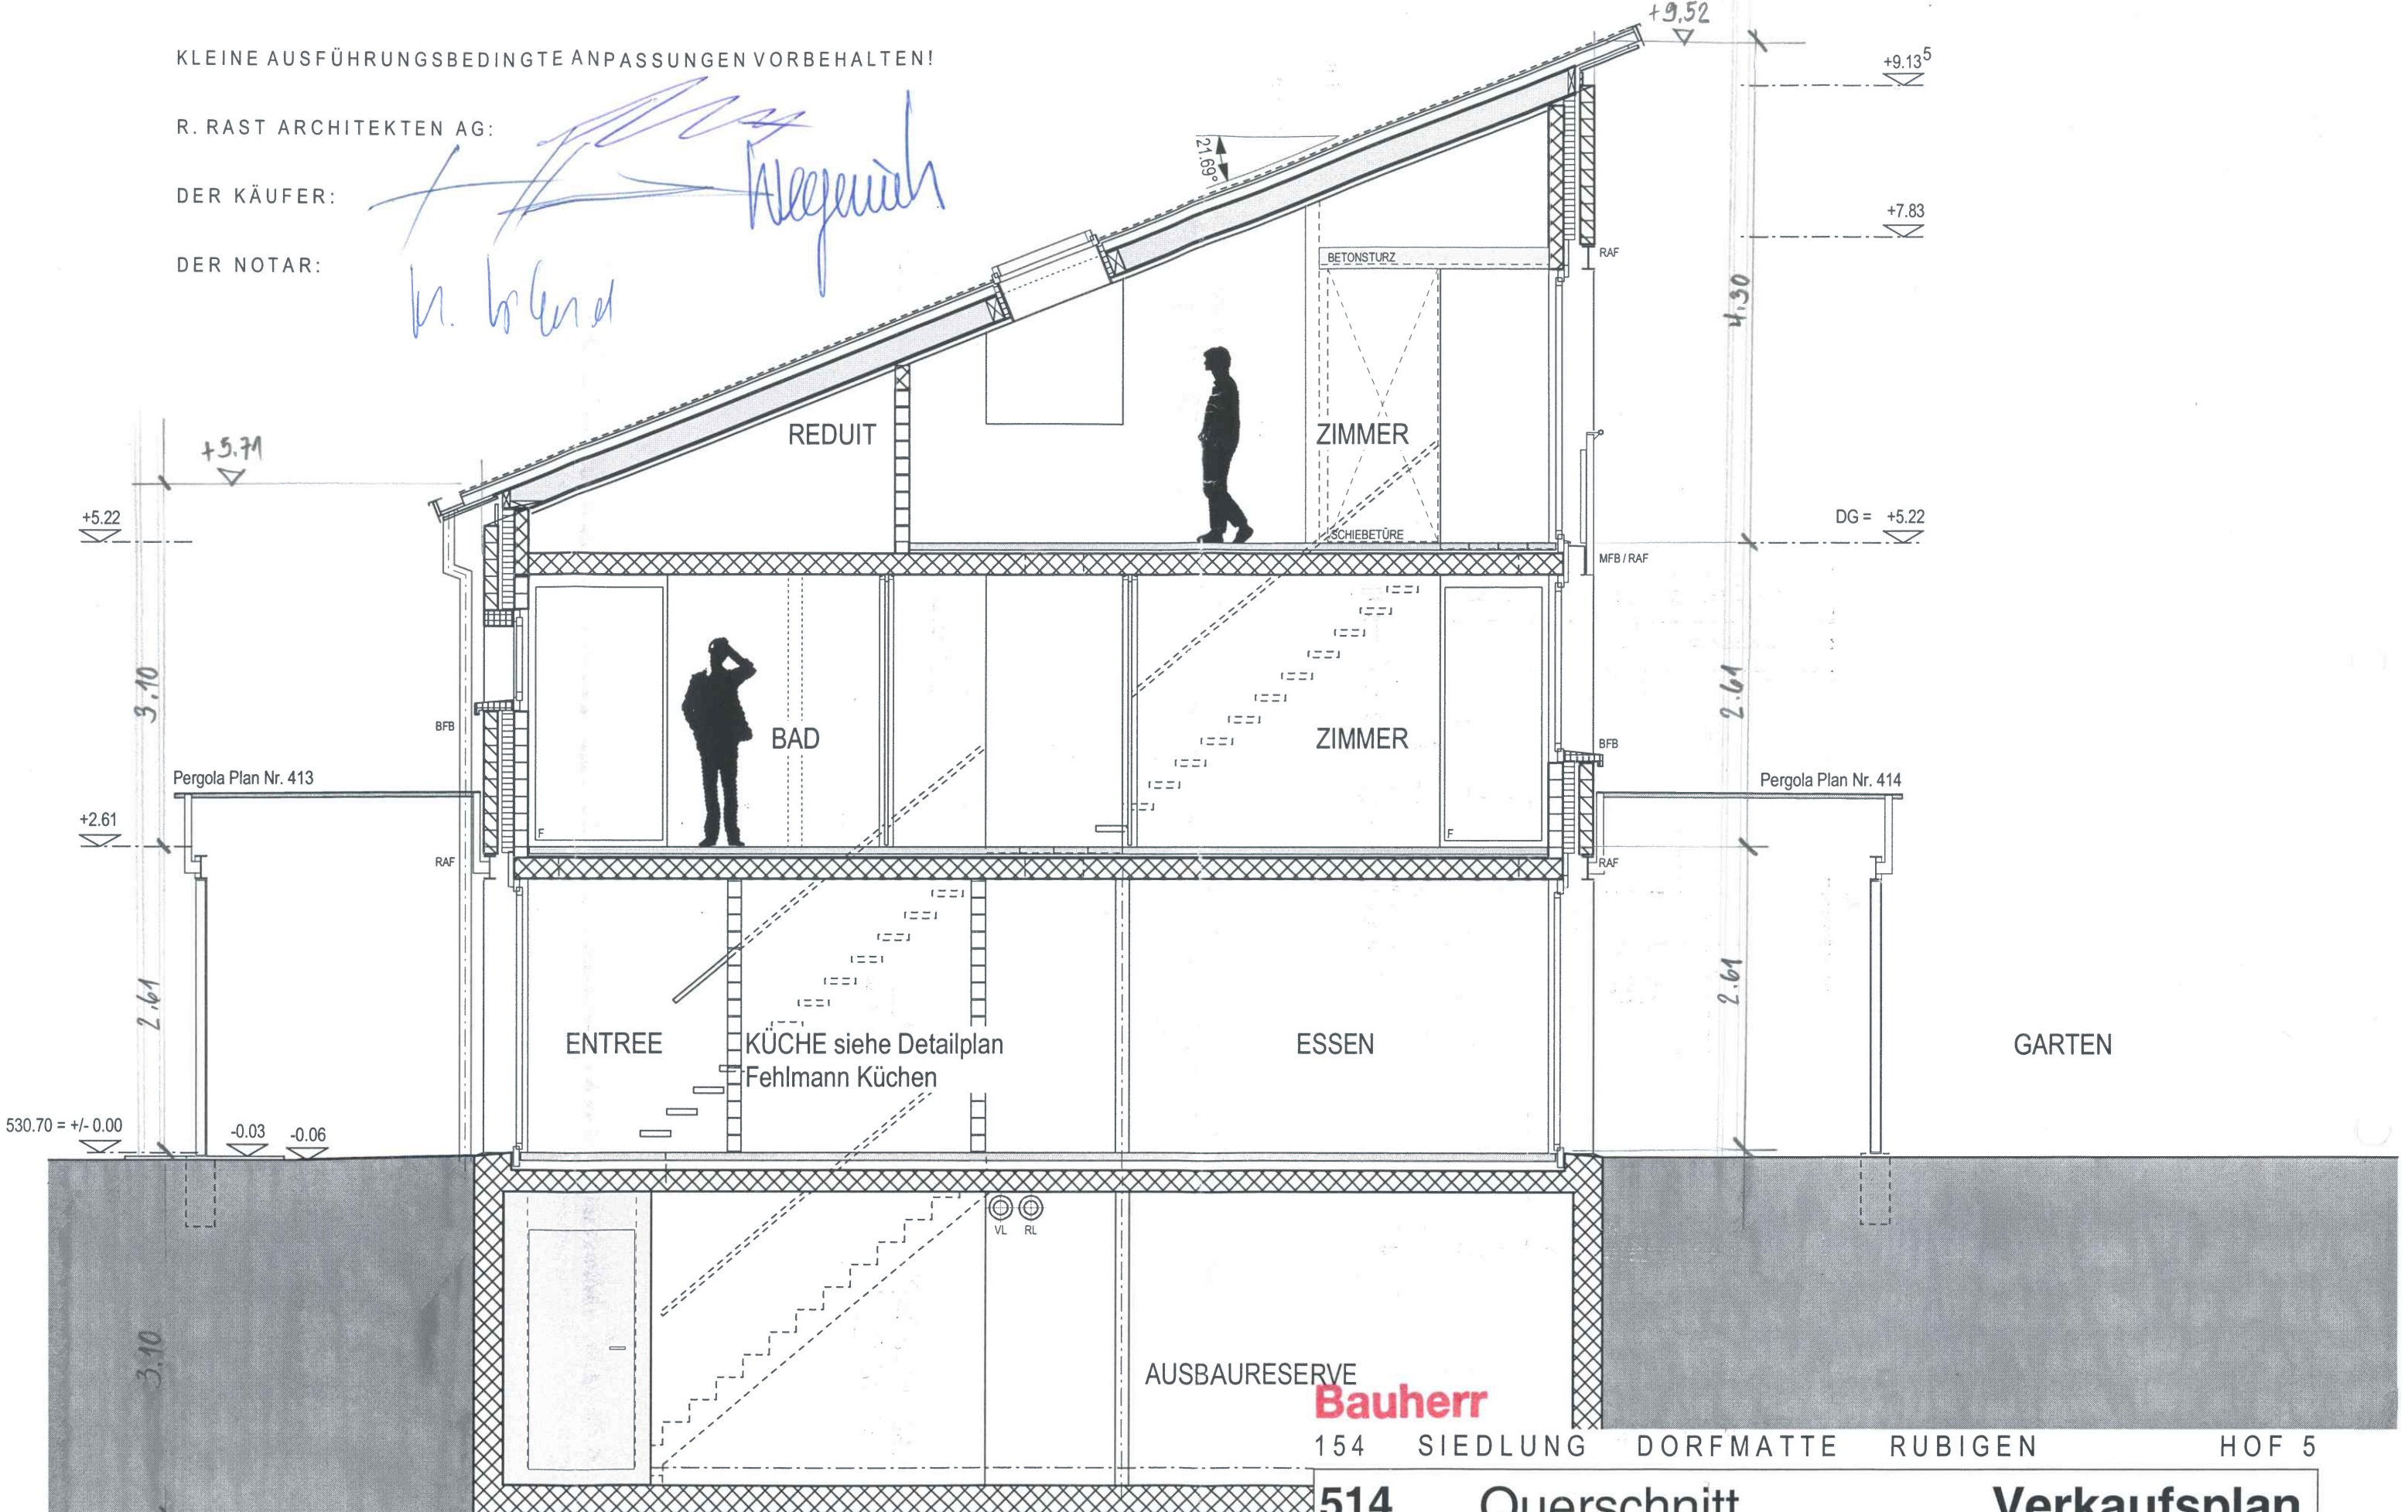 KLEINE AUSFÜHRUNGSBEDINGTE ANPASSUNGEN VORBEHALTEN!
R. RAST ARCHITEKTEN AG:
DER KÄUFER:
DER NOTAR:
+9,52
+9.13⁵
21.69°
+7.83
RAF
BETONSTURZ
4.30
REDUIT
ZIMMER
+5.71
+5.22
SCHIEBETÜRE
DG = +5.22
MFB / RAF
3.10
2.61
BFB
BAD
ZIMMER
BFB
Pergola Plan Nr. 413
Pergola Plan Nr. 414
+2.61
F
F
RAF
RAF
2.61
2.61
ENTREE
KÜCHE siehe Detailplan
Fehlmann Küchen
ESSEN
GARTEN
530.70 = +/- 0.00
-0.03
-0.06
VL
RL
3.10
AUSBAURESERVE
Bauherr
154 SIEDLUNG DORFMATTE RUBIGEN HOF 5
514 Querschnitt Verkaufsplan